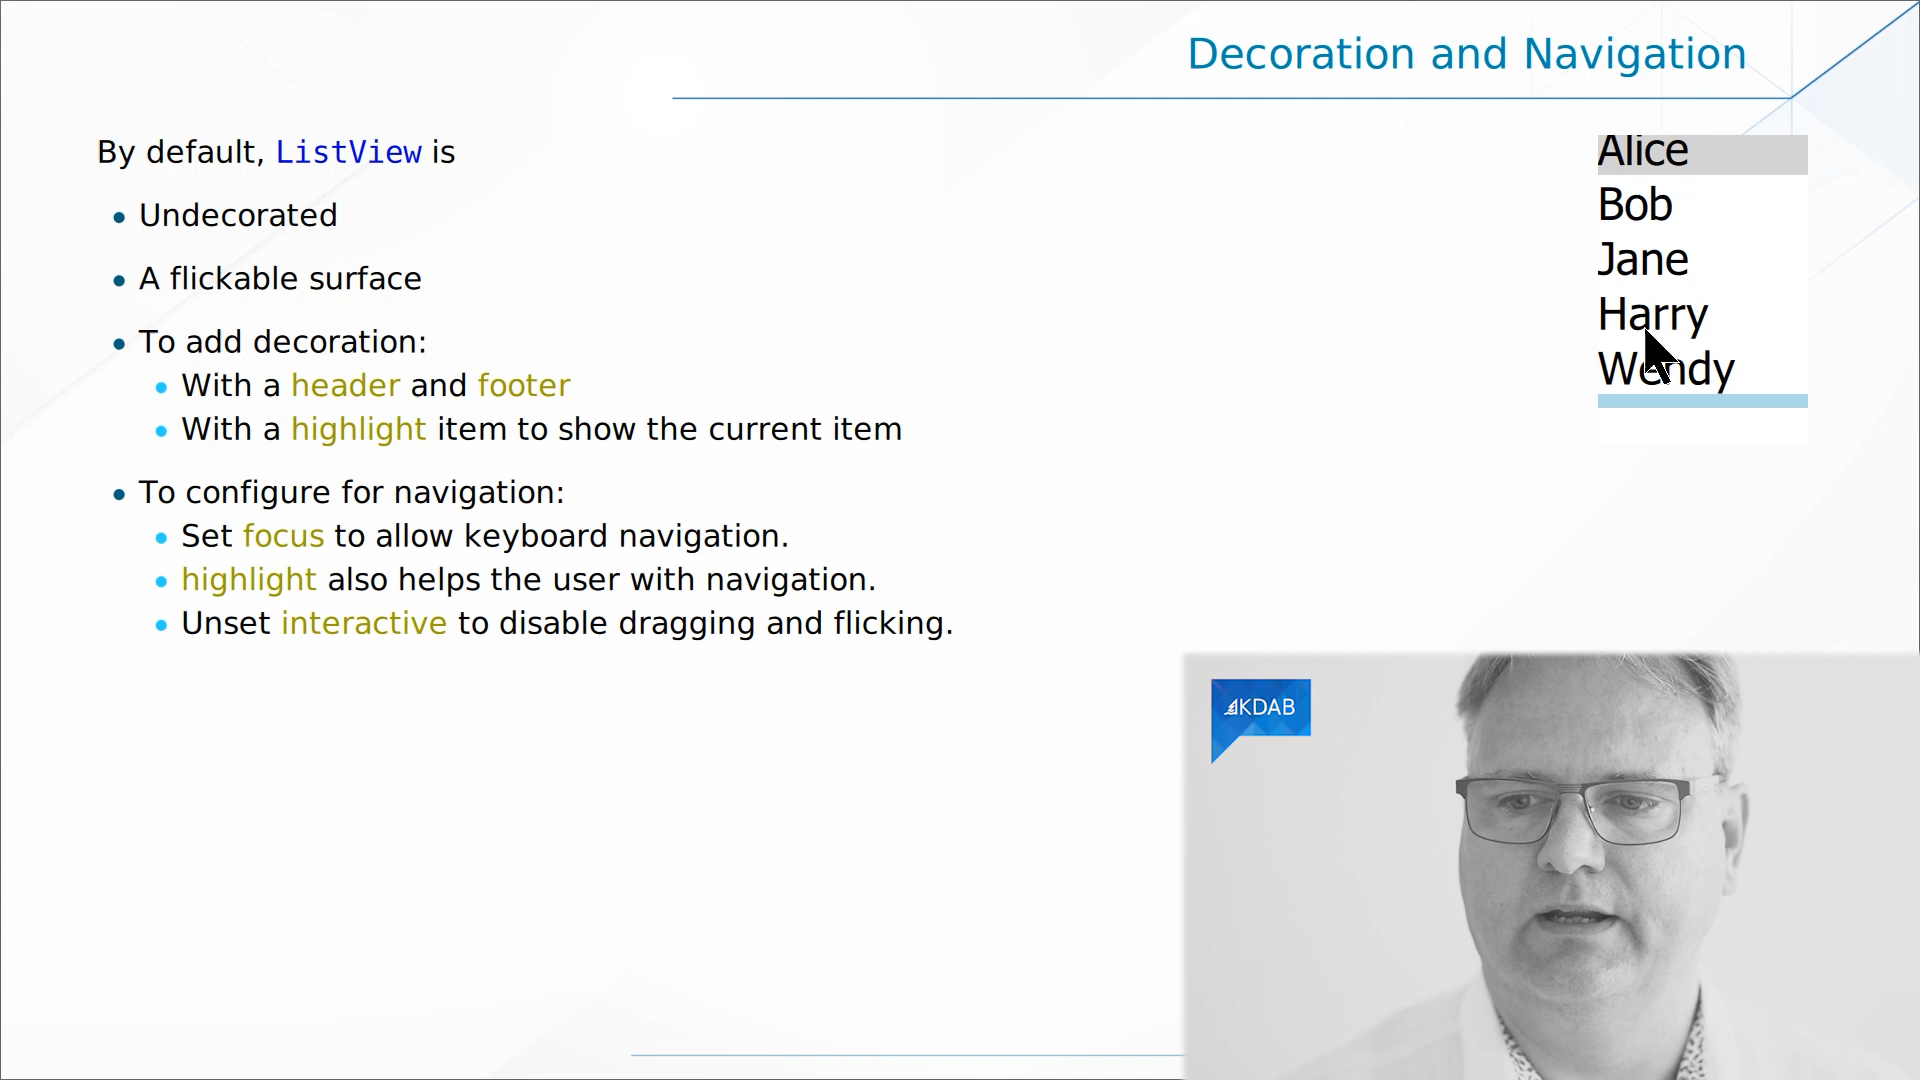 Decoration and Navigation
By default, ListView is
Undecorated
A flickable surface
To add decoration:
With a header and footer
With a highlight item to show the current item
To configure for navigation:
Set focus to allow keyboard navigation.
highlight also helps the user with navigation.
Unset interactive to disable dragging and flicking.
Alice
Bob
Jane
Harry
Wendy
KDAB